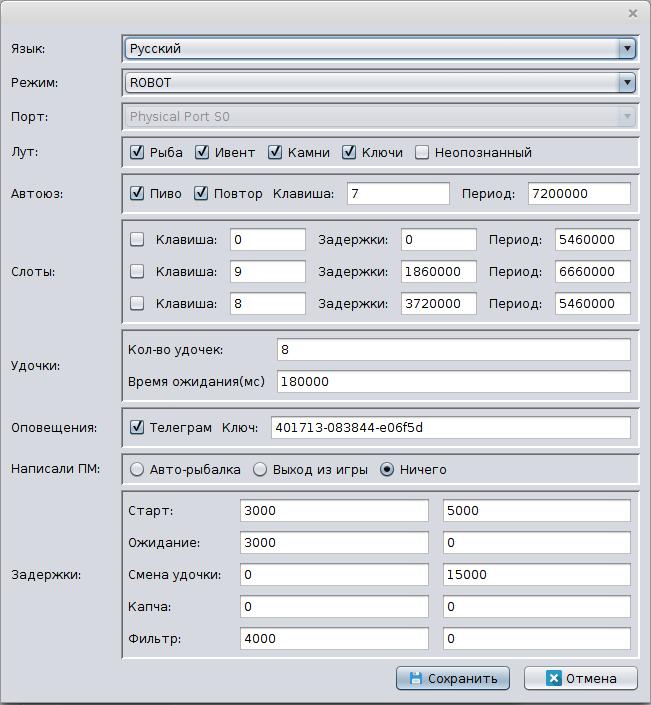 Язык: Русский
Режим: ROBOT
Порт: Physical Port S0
Лут: Рыба Ивент Камни Ключи Неопознанный
Автоюз: Пиво Повтор Клавиша: 7 Период: 7200000
Клавиша: 0 Задержки: 0 Период: 5460000
Слоты: Клавиша: 9 Задержки: 1860000 Период: 6660000
Клавиша: 8 Задержки: 3720000 Период: 5460000
Удочки:
Кол-во удочек: 8
Время ожидания(мс) 180000
Оповещения: Телеграм Ключ: 401713-083844-e06f5d
Написали ПМ: Авто-рыбалка Выход из игры Ничего
Старт: 3000 5000
Ожидание: 3000 0
Задержки: Смена удочки: 0 15000
Капча: 0 0
Фильтр: 4000 0
Сохранить Отмена